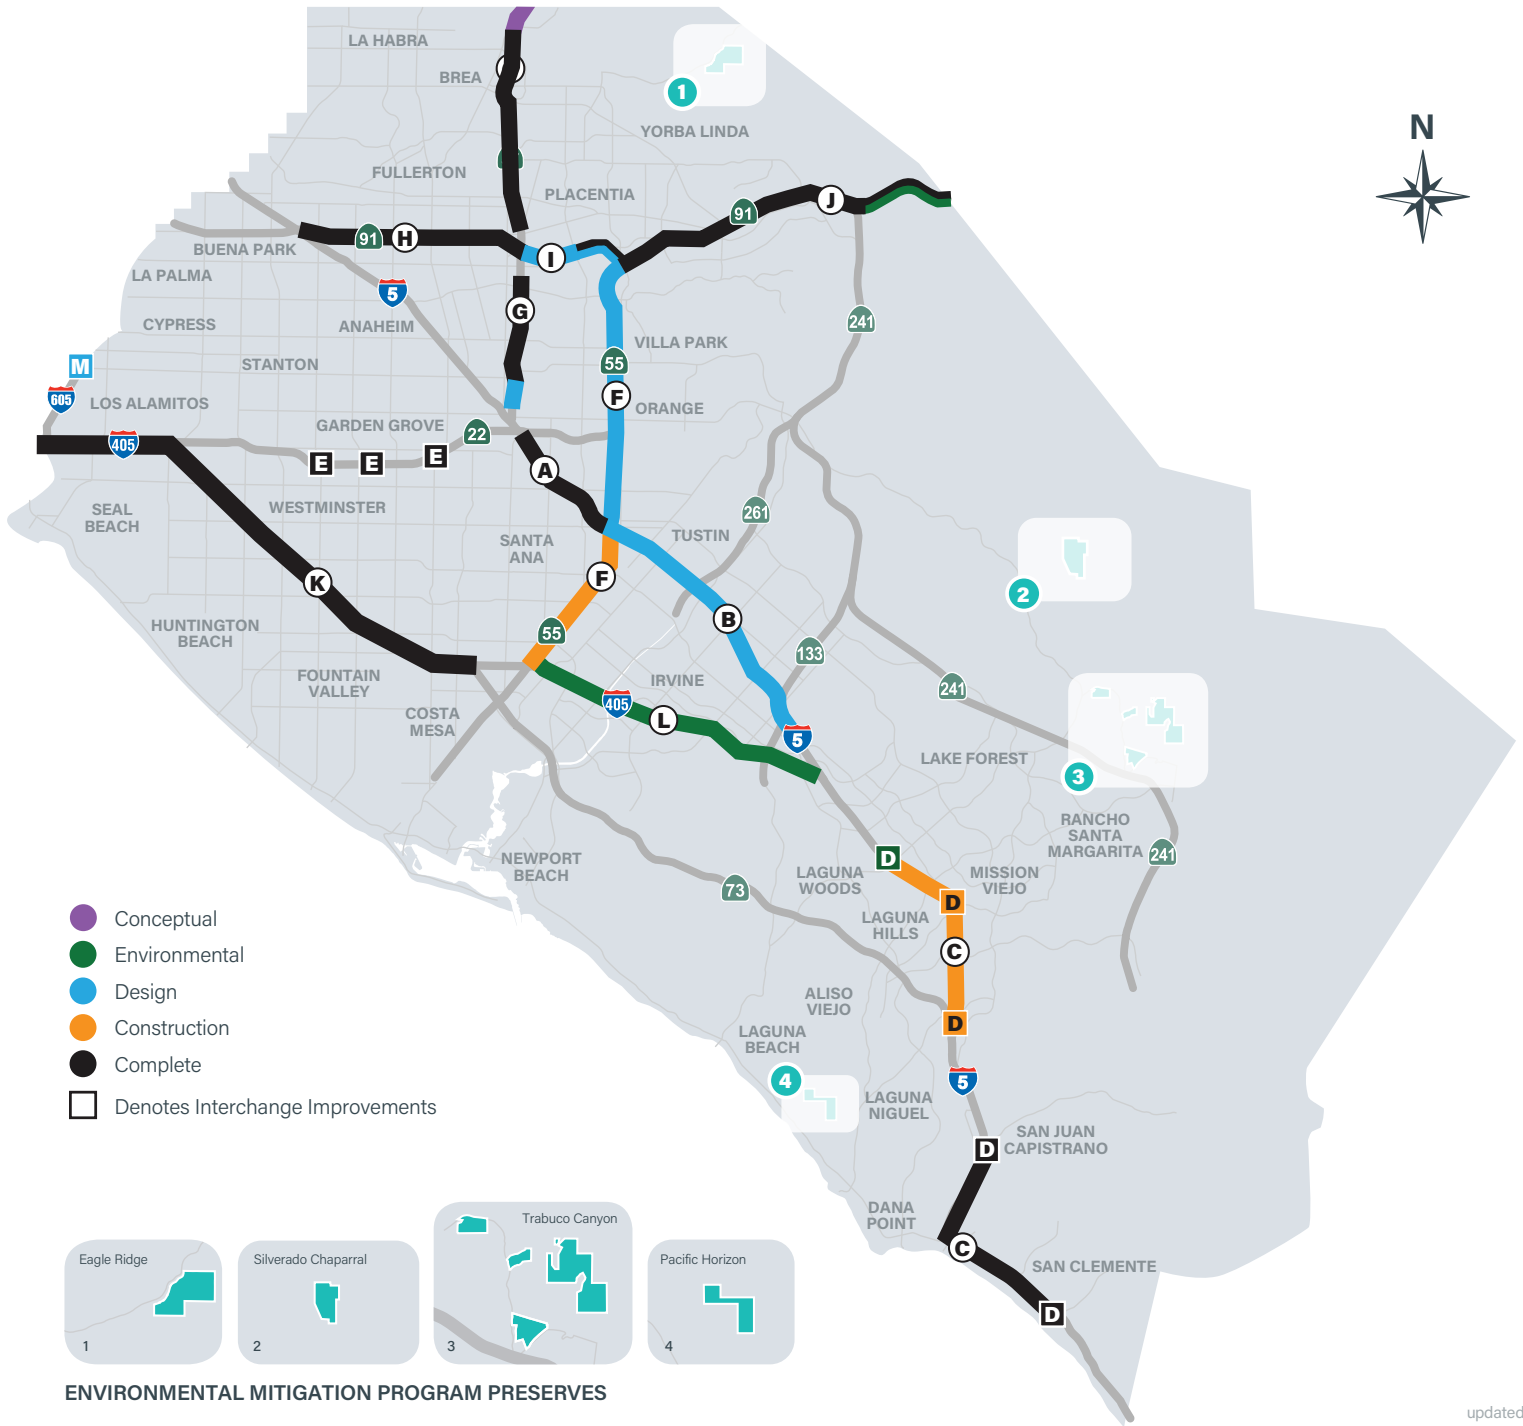 LA HABRA
BREA
1
YORBA LINDA
N
FULLERTON
PLACENTIA
91
J
91
H
BUENA PARK
I
LA PALMA
5
G
CYPRESS
ANAHEIM
241
VILLA PARK
M
STANTON
55
605
LOS ALAMITOS
F
ORANGE
GARDEN GROVE
22
405
E
E
E
A
SEAL
BEACH
WESTMINSTER
261
SANTA
ANA
TUSTIN
K
F
2
B
HUNTINGTON
BEACH
55
133
FOUNTAIN
VALLEY
IRVINE
241
405
L
COSTA
MESA
5
LAKE FOREST
3
RANCHO
SANTA
MARGARITA
241
NEWPORT
BEACH
D
LAGUNA
WOODS
MISSION
VIEJO
73
D
LAGUNA
HILLS
C
ALISO
VIEJO
D
LAGUNA
BEACH
4
5
LAGUNA
NIGUEL
SAN JUAN
CAPISTRANO
D
DANA
POINT
C
SAN CLEMENTE
D
Conceptual
Environmental
Design
Construction
Complete
Denotes Interchange Improvements
Eagle Ridge
1
Silverado Chaparral
2
Trabuco Canyon
3
Pacific Horizon
4
ENVIRONMENTAL MITIGATION PROGRAM PRESERVES
updated